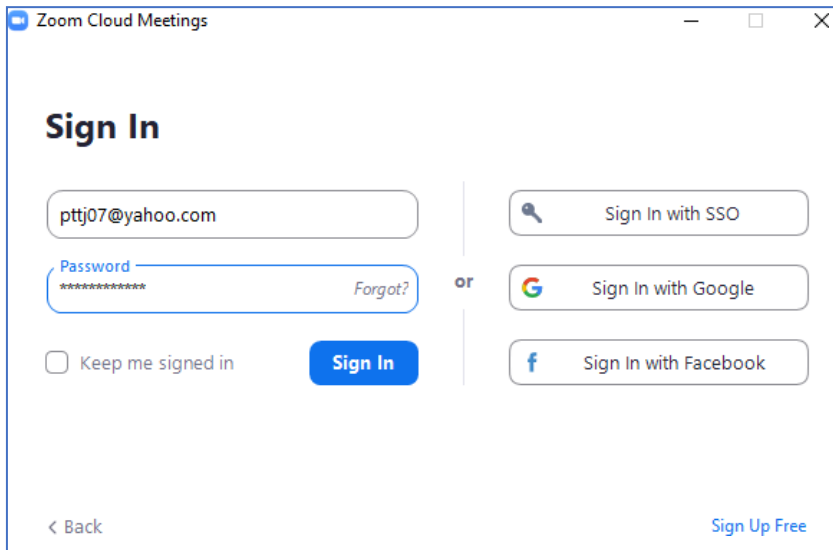 Zoom Cloud Meetings
Sign In
pttj07@yahoo.com
Password
************ Forgot?
Keep me signed in
Sign In
or
Sign In with SSO
Sign In with Google
Sign In with Facebook
< Back
Sign Up Free